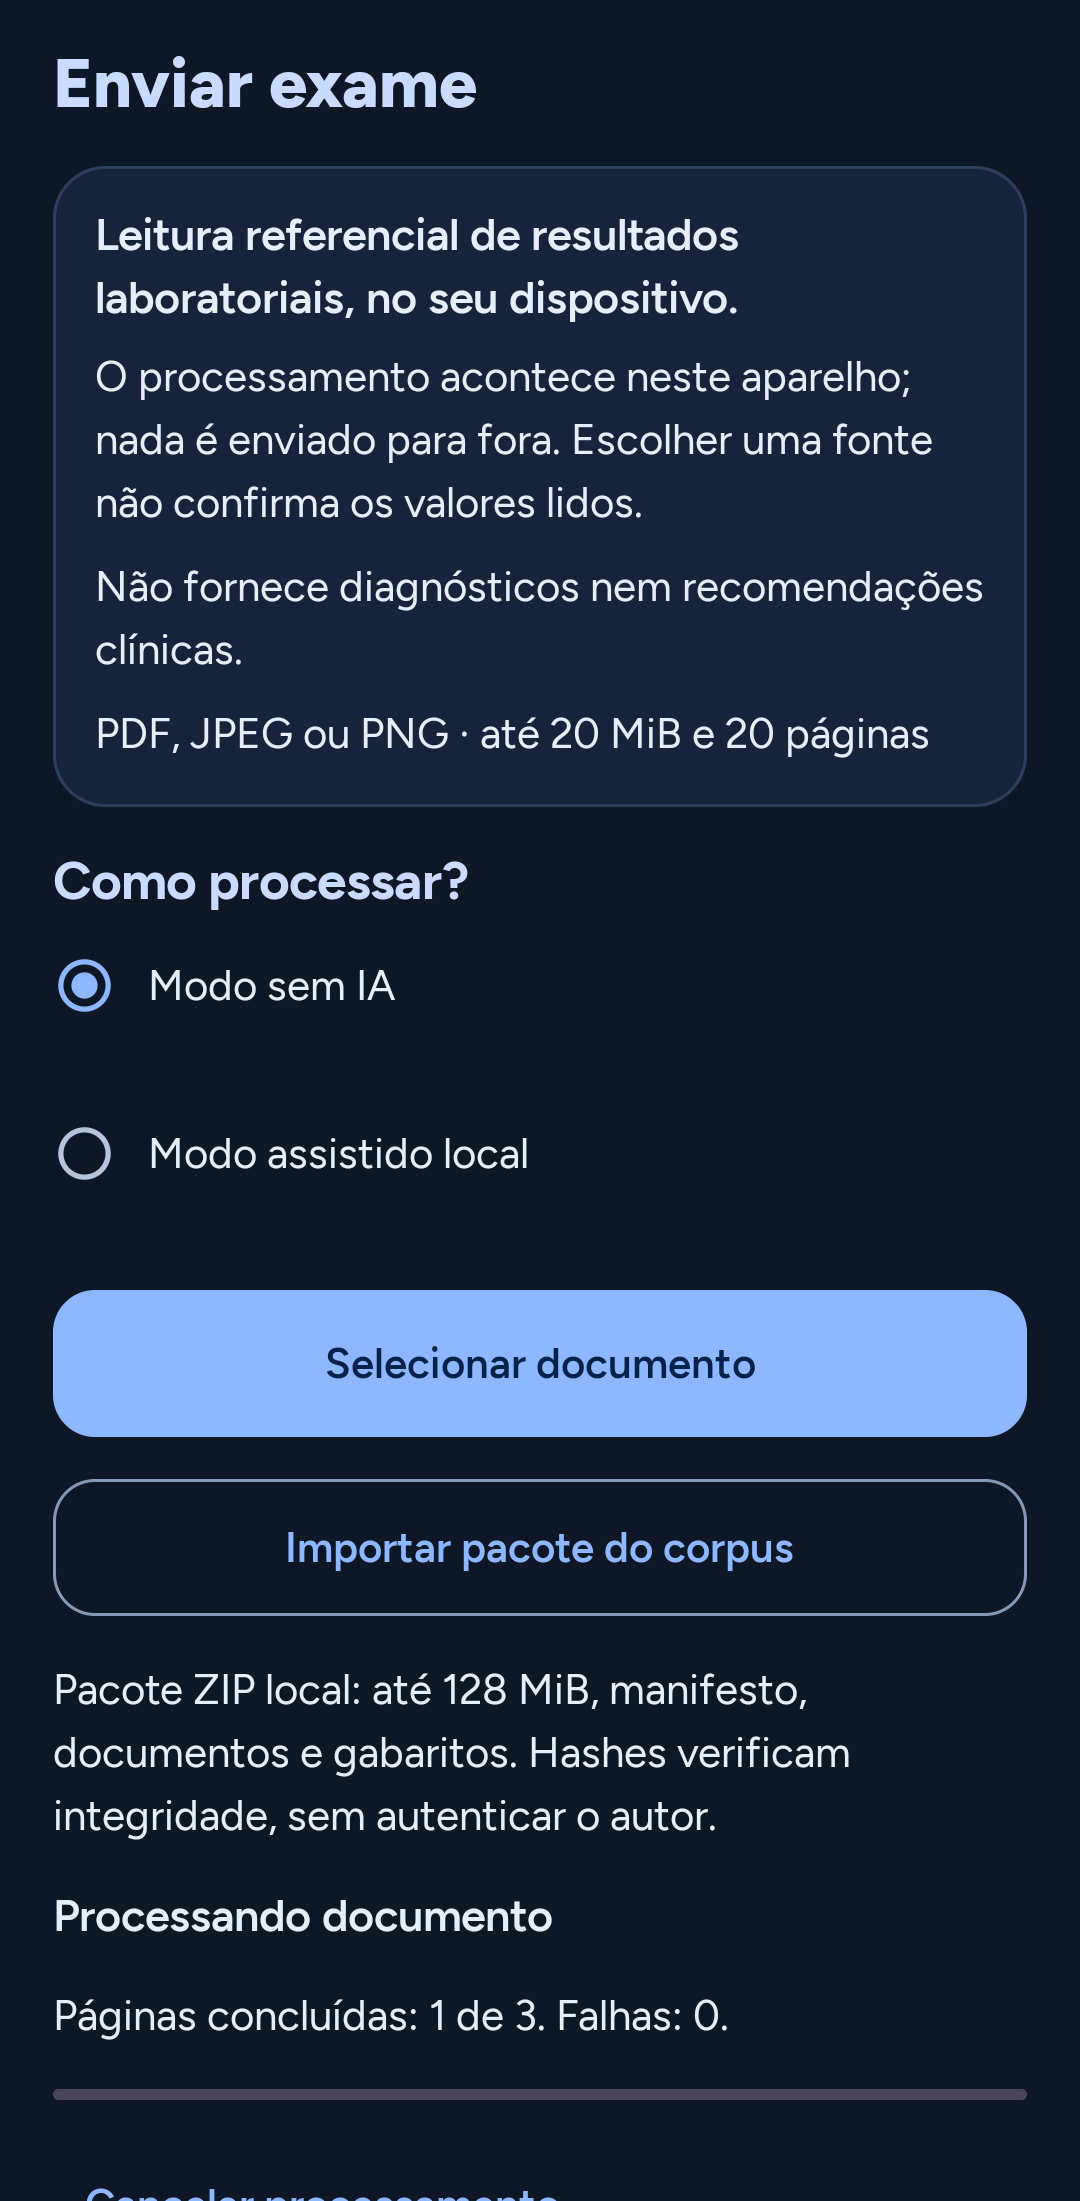 Enviar exame
Leitura referencial de resultados
laboratoriais, no seu dispositivo.
O processamento acontece neste aparelho;
nada é enviado para fora. Escolher uma fonte
não confirma os valores lidos.
Não fornece diagnósticos nem recomendações
clínicas.
PDF, JPEG ou PNG · até 20 MiB e 20 páginas
Como processar?
Modo sem IA
Modo assistido local
Selecionar documento
Importar pacote do corpus
Pacote ZIP local: até 128 MiB, manifesto,
documentos e gabaritos. Hashes verificam
integridade, sem autenticar o autor.
Processando documento
Páginas concluídas: 1 de 3. Falhas: 0.
Cancelar processamento